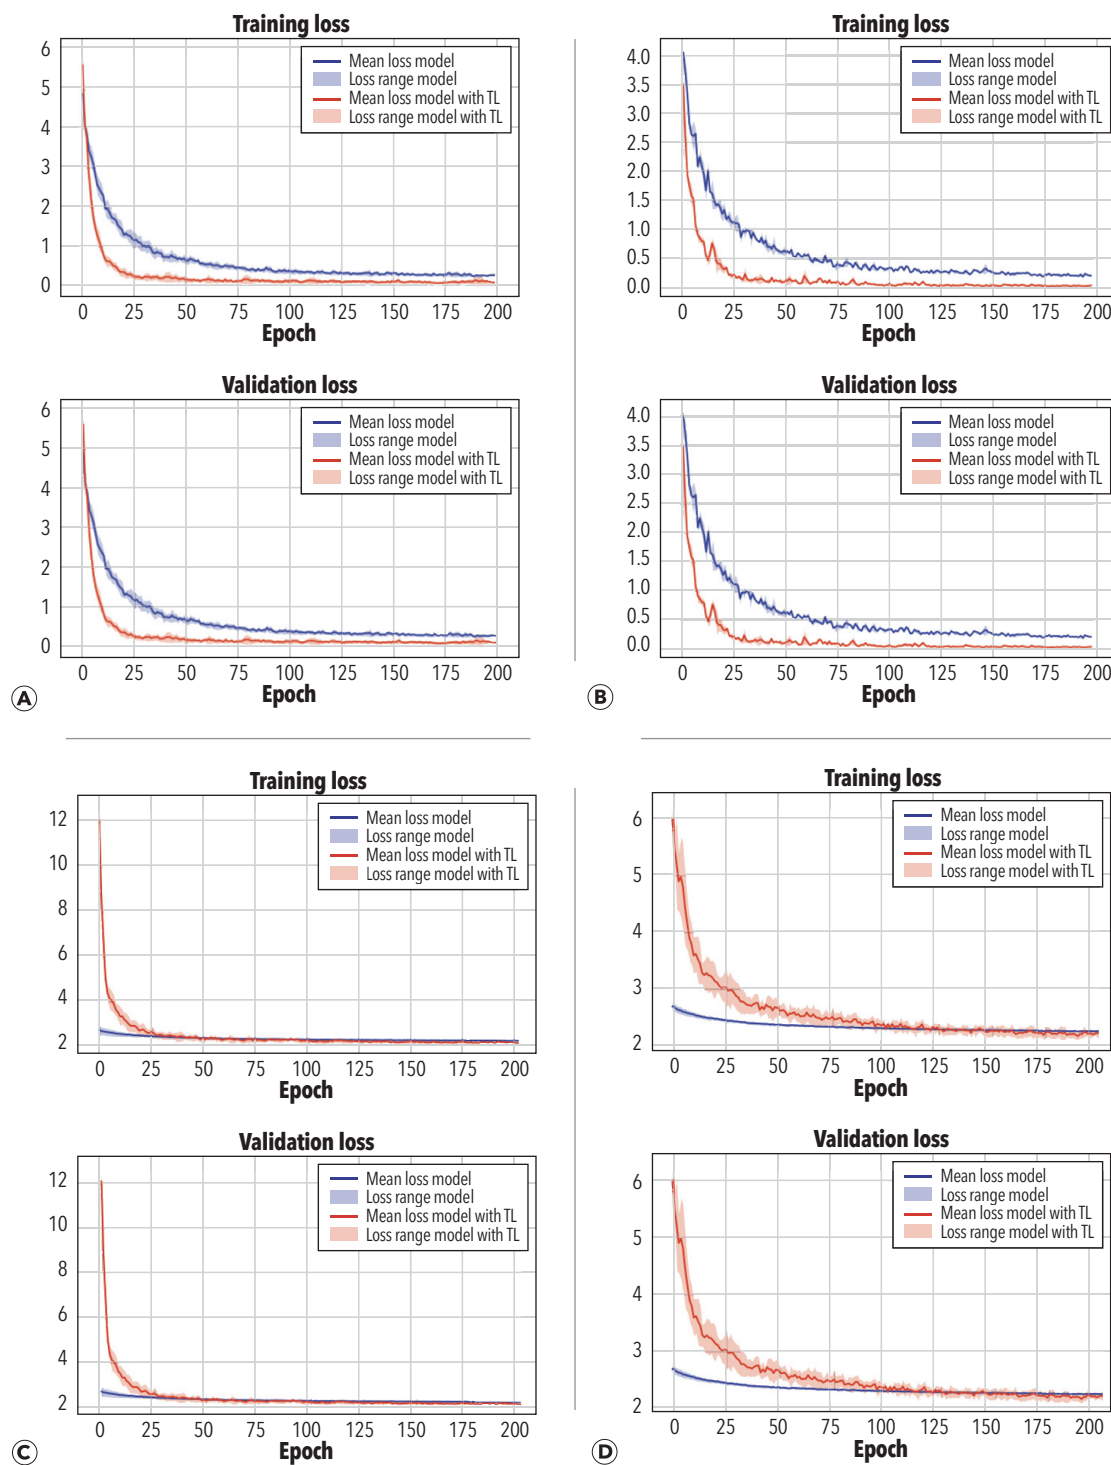 Training loss
6
5
4
3
2
1
0
Mean loss model
Loss range model
Mean loss model with TL
Loss range model with TL
0 25 50 75 100 125 150 175 200
Epoch
Validation loss
6
5
4
3
2
1
0
Mean loss model
Loss range model
Mean loss model with TL
Loss range model with TL
0 25 50 75 100 125 150 175 200
Epoch
A
Training loss
4.0
3.5
3.0
2.5
2.0
1.5
1.0
0.5
0.0
Mean loss model
Loss range model
Mean loss model with TL
Loss range model with TL
0 25 50 75 100 125 150 175 200
Epoch
Validation loss
4.0
3.5
3.0
2.5
2.0
1.5
1.0
0.5
0.0
Mean loss model
Loss range model
Mean loss model with TL
Loss range model with TL
0 25 50 75 100 125 150 175 200
Epoch
B
Training loss
12
10
8
6
4
2
Mean loss model
Loss range model
Mean loss model with TL
Loss range model with TL
0 25 50 75 100 125 150 175 200
Epoch
Validation loss
12
10
8
6
4
2
Mean loss model
Loss range model
Mean loss model with TL
Loss range model with TL
0 25 50 75 100 125 150 175 200
Epoch
C
Training loss
6
5
4
3
2
Mean loss model
Loss range model
Mean loss model with TL
Loss range model with TL
0 25 50 75 100 125 150 175 200
Epoch
Validation loss
6
5
4
3
2
Mean loss model
Loss range model
Mean loss model with TL
Loss range model with TL
0 25 50 75 100 125 150 175 200
Epoch
D